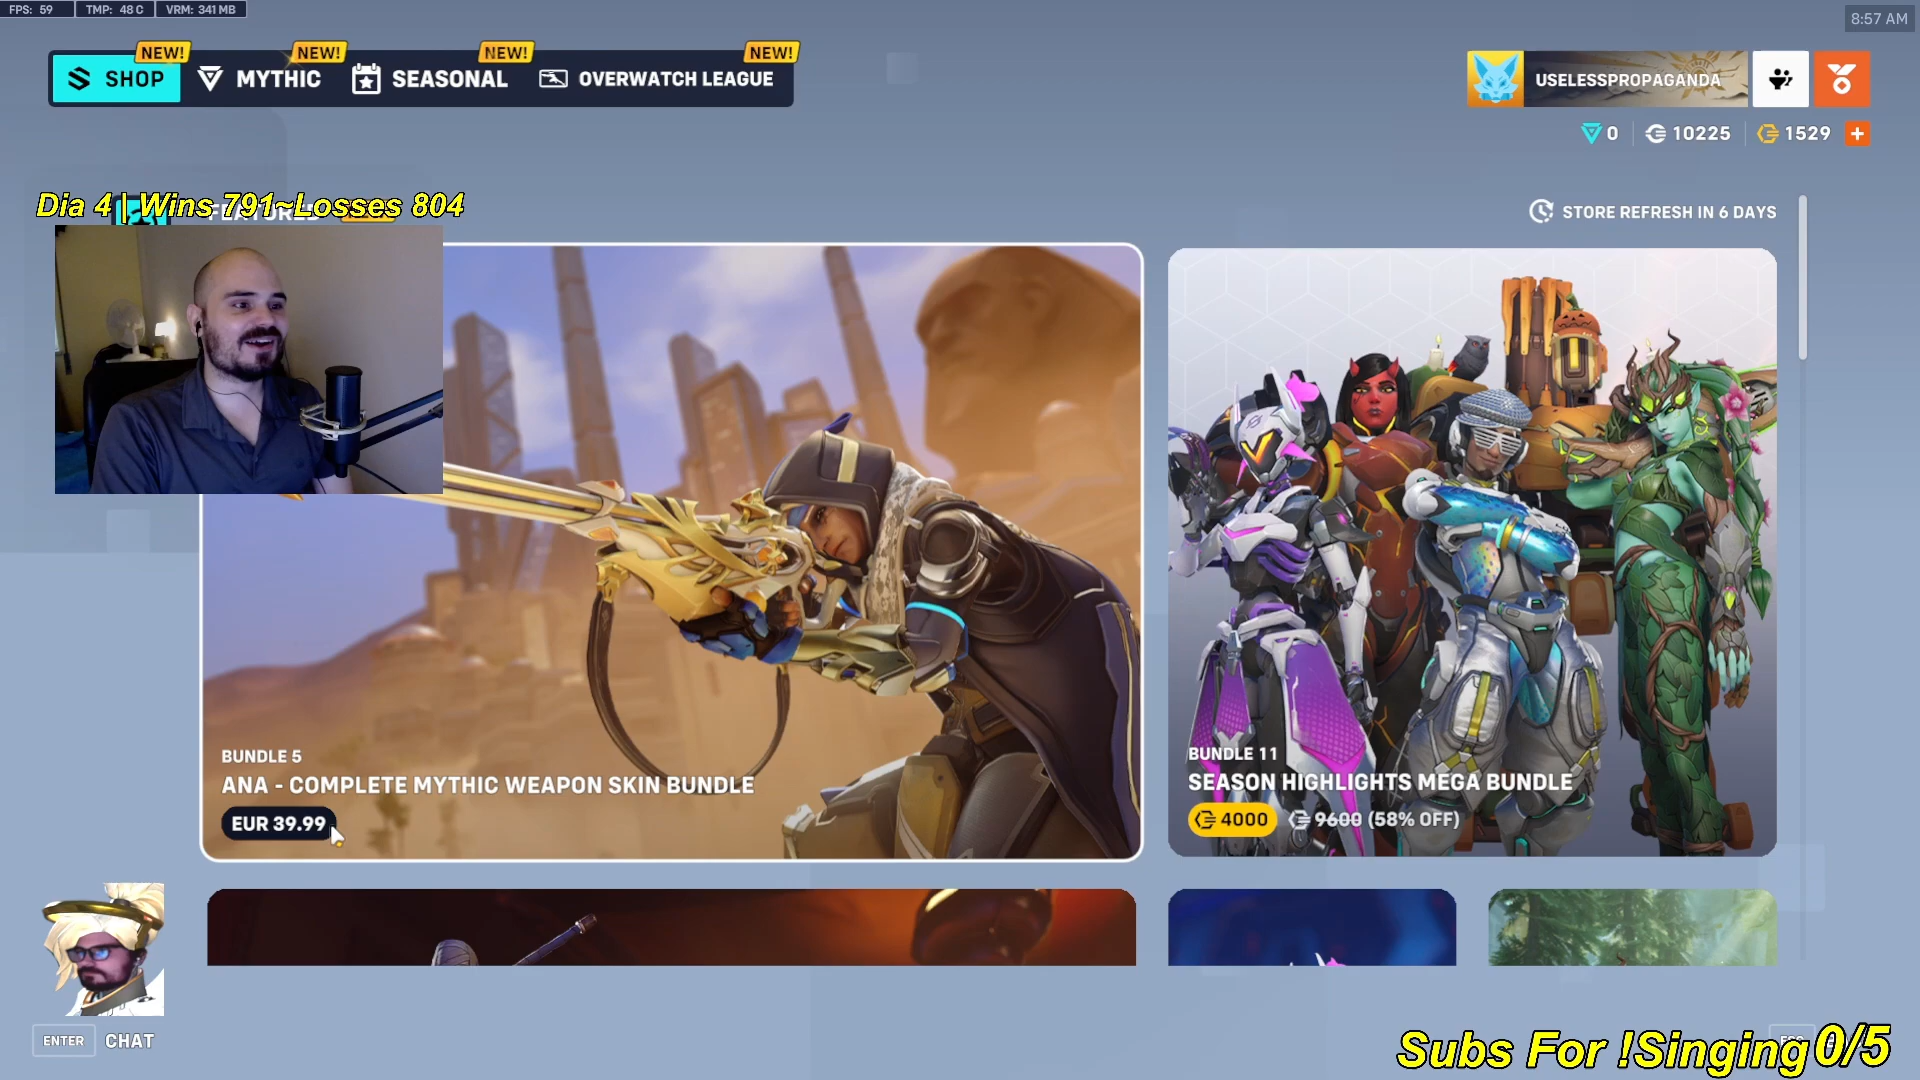 FPS: 59 TMP: 48 C VRM: 341 MB
8:57 AM
NEW! NEW! NEW! NEW!
SHOP MYTHIC SEASONAL OVERWATCH LEAGUE
USELESSPROPAGANDA
0 10225 1529 +
Dia 4 | Wins 791~Losses 804
FEATURED
STORE REFRESH IN 6 DAYS
BUNDLE 5
ANA - COMPLETE MYTHIC WEAPON SKIN BUNDLE
EUR 39.99
BUNDLE 11
SEASON HIGHLIGHTS MEGA BUNDLE
4000 9600 (58% OFF)
ENTER CHAT
Subs For !Singing 0/5